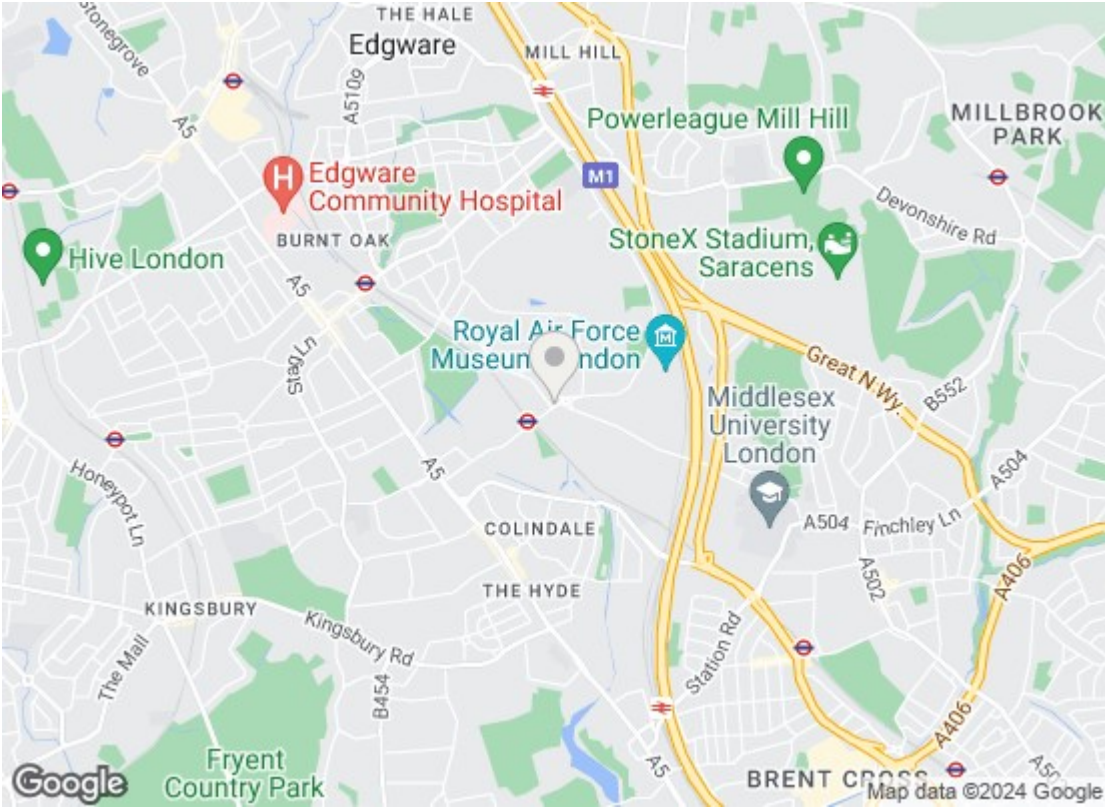 THE HALE
Edgware
MILL HILL
Stonegrove
A5109
A5
Powerleague Mill Hill
MILLBROOK
PARK
H
Edgware
Community Hospital
M1
Devonshire Rd
BURNT OAK
StoneX Stadium,
Saracens
Hive London
A5
Royal Air Force
Museum
ndon
Stag Ln
Great N Wy.
B552
Middlesex
University
London
A5
Honeypot Ln
A504
A504
Finchley Ln
COLINDALE
A502
A406
THE HYDE
KINGSBURY
Kingsbury Rd
The Mall
Station Rd
B454
A406
Fryent
Country Park
A5
BRENT CROSS
Google
Map data ©2024 Google